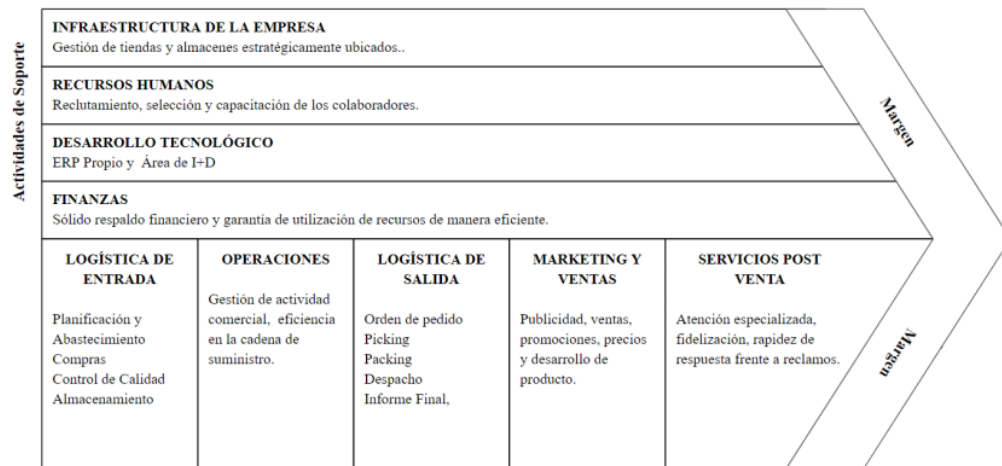 Actividades de Soporte
INFRAESTRUCTURA DE LA EMPRESA
Gestión de tiendas y almacenes estratégicamente ubicados..
RECURSOS HUMANOS
Reclutamiento, selección y capacitación de los colaboradores.
DESARROLLO TECNOLÓGICO
ERP Propio y Área de I+D
FINANZAS
Sólido respaldo financiero y garantía de utilización de recursos de manera eficiente.
Margen
LOGÍSTICA DE
ENTRADA
Planificación y
Abastecimiento
Compras
Control de Calidad
Almacenamiento
OPERACIONES
Gestión de actividad
comercial, eficiencia
en la cadena de
suministro.
LOGÍSTICA DE
SALIDA
Orden de pedido
Picking
Packing
Despacho
Informe Final,
MARKETING Y
VENTAS
Publicidad, ventas,
promociones, precios
y desarrollo de
producto.
SERVICIOS POST
VENTA
Atención especializada,
fidelización, rapidez de
respuesta frente a reclamos.
Margen